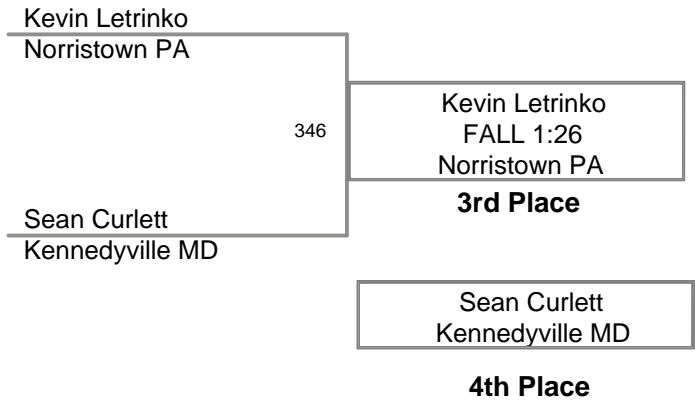 Kevin Letrinko
Norristown PA
346
Kevin Letrinko
FALL 1:26
Norristown PA
3rd Place
Sean Curlett
Kennedyville MD
Sean Curlett
Kennedyville MD
4th Place